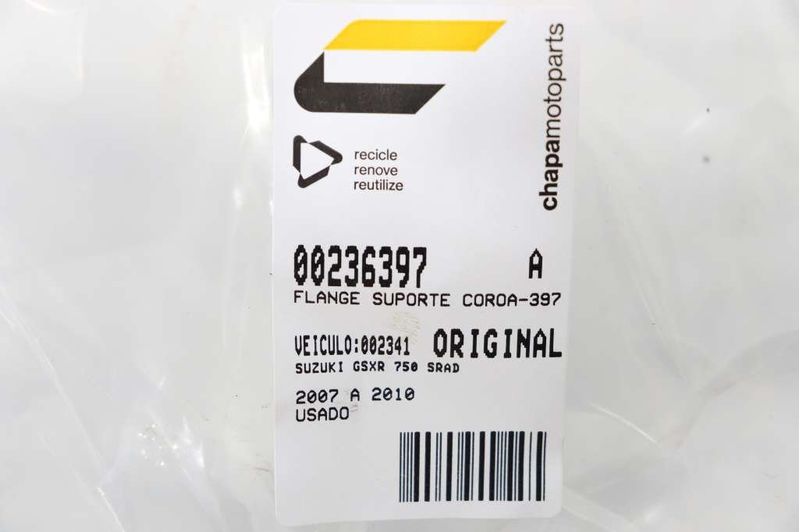 chapamotoparts
recicle
renove
reutilize
00236397 A
FLANGE SUPORTE COROA-397
VEICULO:002341 ORIGINAL
SUZUKI GSXR 750 SRAD
2007 A 2010
USADO